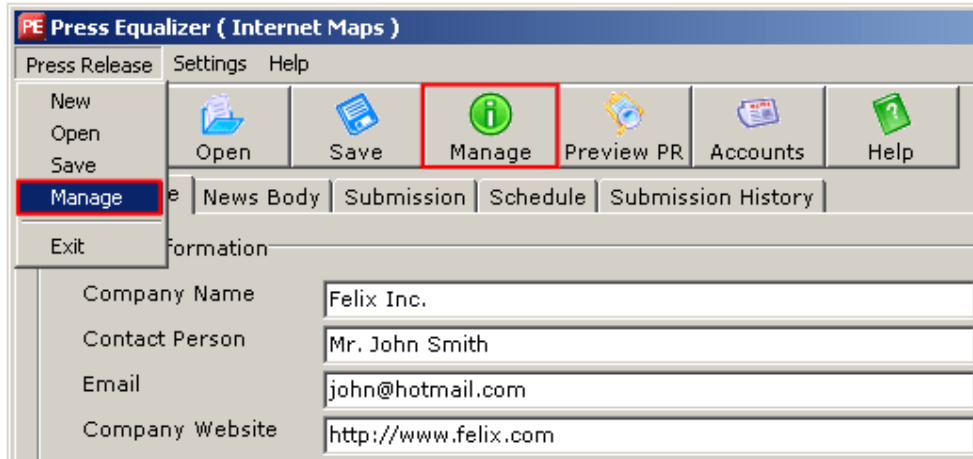 PE Press Equalizer ( Internet Maps )
Press Release Settings Help
New
Open
Save
Manage
Exit
Open Save Manage Preview PR Accounts Help
e News Body Submission Schedule Submission History
formation
Company Name Felix Inc.
Contact Person Mr. John Smith
Email john@hotmail.com
Company Website http://www.felix.com